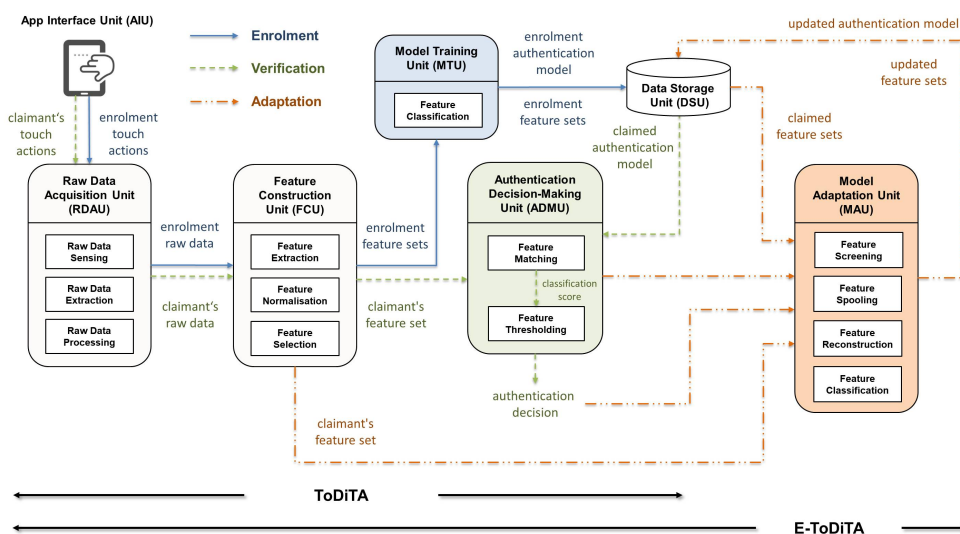 App Interface Unit (AIU)
Enrolment
Verification
Adaptation
claimant's
touch
actions
enrolment
touch
actions
Model Training
Unit (MTU)
Feature
Classification
enrolment
authentication
model
enrolment
feature sets
Data Storage
Unit (DSU)
updated authentication model
updated
feature sets
claimed
feature sets
claimed
authentication
model
Raw Data
Acquisition Unit
(RDAU)
Raw Data
Sensing
Raw Data
Extraction
Raw Data
Processing
enrolment
raw data
claimant's
raw data
Feature
Construction
Unit (FCU)
Feature
Extraction
Feature
Normalisation
Feature
Selection
enrolment
feature sets
claimant's
feature set
Authentication
Decision-Making
Unit (ADMU)
Feature
Matching
classification
score
Feature
Thresholding
authentication
decision
Model
Adaptation Unit
(MAU)
Feature
Screening
Feature
Spooling
Feature
Reconstruction
Feature
Classification
claimant's
feature set
ToDiTA
E-ToDiTA